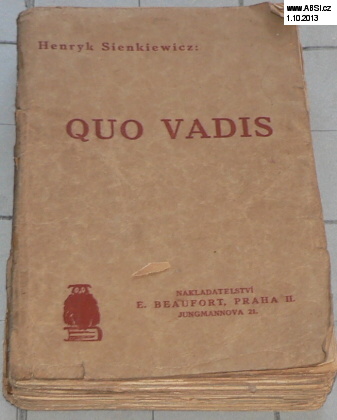 www.ABSi.cz
1.10.2013
Henryk Sienkiewicz:
QUO VADIS
NAKLADATELSTVÍ
E. BEAUFORT, PRAHA II.
JUNGMANNOVA 21.